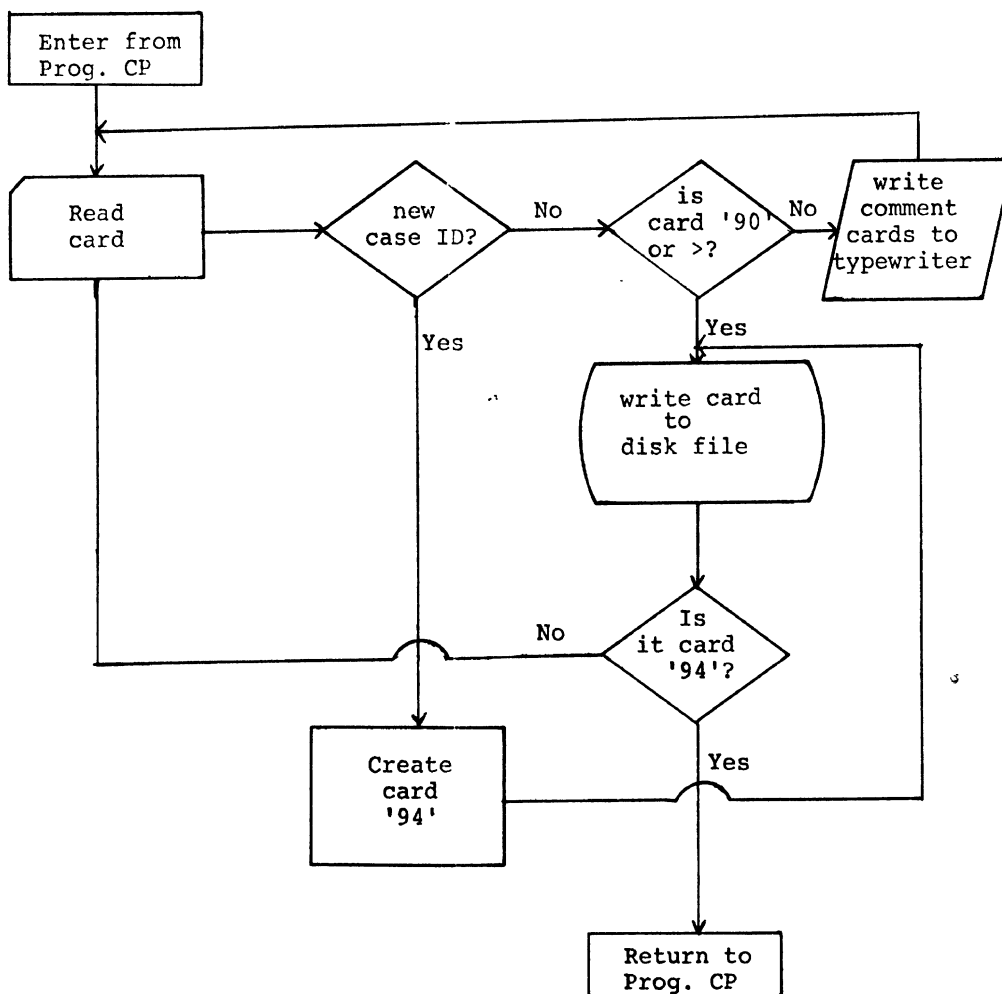 Enter from
Prog. CP
Read
card
new
case ID?
No
is
card '90'
or >?
No
write
comment
cards to
typewriter
Yes
Yes
write card
to
disk file
No
Is
it card
'94'?
Create
card
'94'
Yes
Return to
Prog. CP